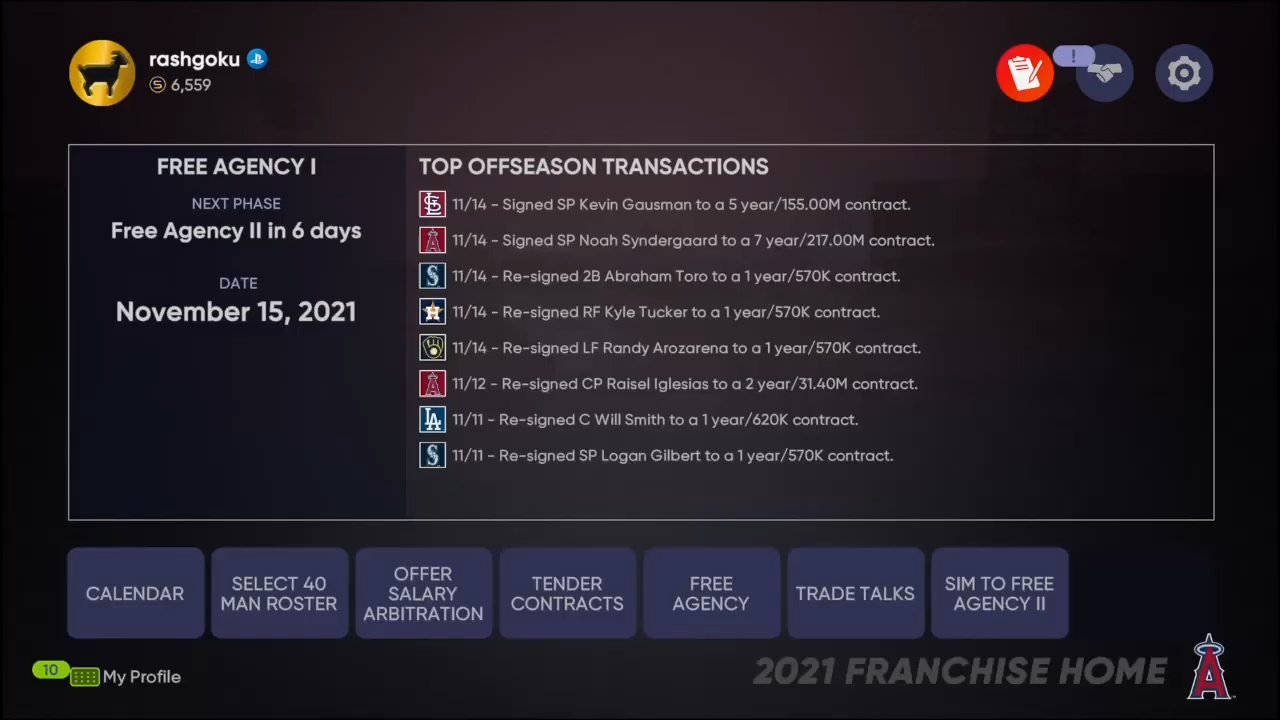 rashgoku
6,559
!
FREE AGENCY I
NEXT PHASE
Free Agency II in 6 days
DATE
November 15, 2021
TOP OFFSEASON TRANSACTIONS
11/14 - Signed SP Kevin Gausman to a 5 year/155.00M contract.
11/14 - Signed SP Noah Syndergaard to a 7 year/217.00M contract.
11/14 - Re-signed 2B Abraham Toro to a 1 year/570K contract.
11/14 - Re-signed RF Kyle Tucker to a 1 year/570K contract.
11/14 - Re-signed LF Randy Arozarena to a 1 year/570K contract.
11/12 - Re-signed CP Raisel Iglesias to a 2 year/31.40M contract.
11/11 - Re-signed C Will Smith to a 1 year/620K contract.
11/11 - Re-signed SP Logan Gilbert to a 1 year/570K contract.
CALENDAR
SELECT 40
MAN ROSTER
OFFER
SALARY
ARBITRATION
TENDER
CONTRACTS
FREE
AGENCY
TRADE TALKS
SIM TO FREE
AGENCY II
10
My Profile
2021 FRANCHISE HOME